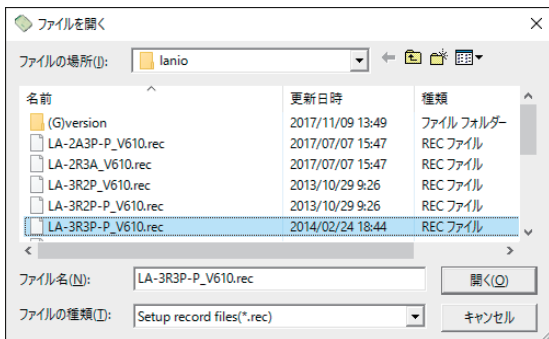 ファイルを開く
ファイルの場所(I): lanio
名前 更新日時 種類
(G)version 2017/11/09 13:49 ファイル フォルダー
LA-2A3P-P_V610.rec 2017/07/07 15:47 REC ファイル
LA-2R3A_V610.rec 2017/07/07 15:47 REC ファイル
LA-3R2P_V610.rec 2013/10/29 9:26 REC ファイル
LA-3R2P-P_V610.rec 2013/10/29 9:26 REC ファイル
LA-3R3P-P_V610.rec 2014/02/24 18:44 REC ファイル
ファイル名(N): LA-3R3P-P_V610.rec 開く(O)
ファイルの種類(T): Setup record files(*.rec) キャンセル